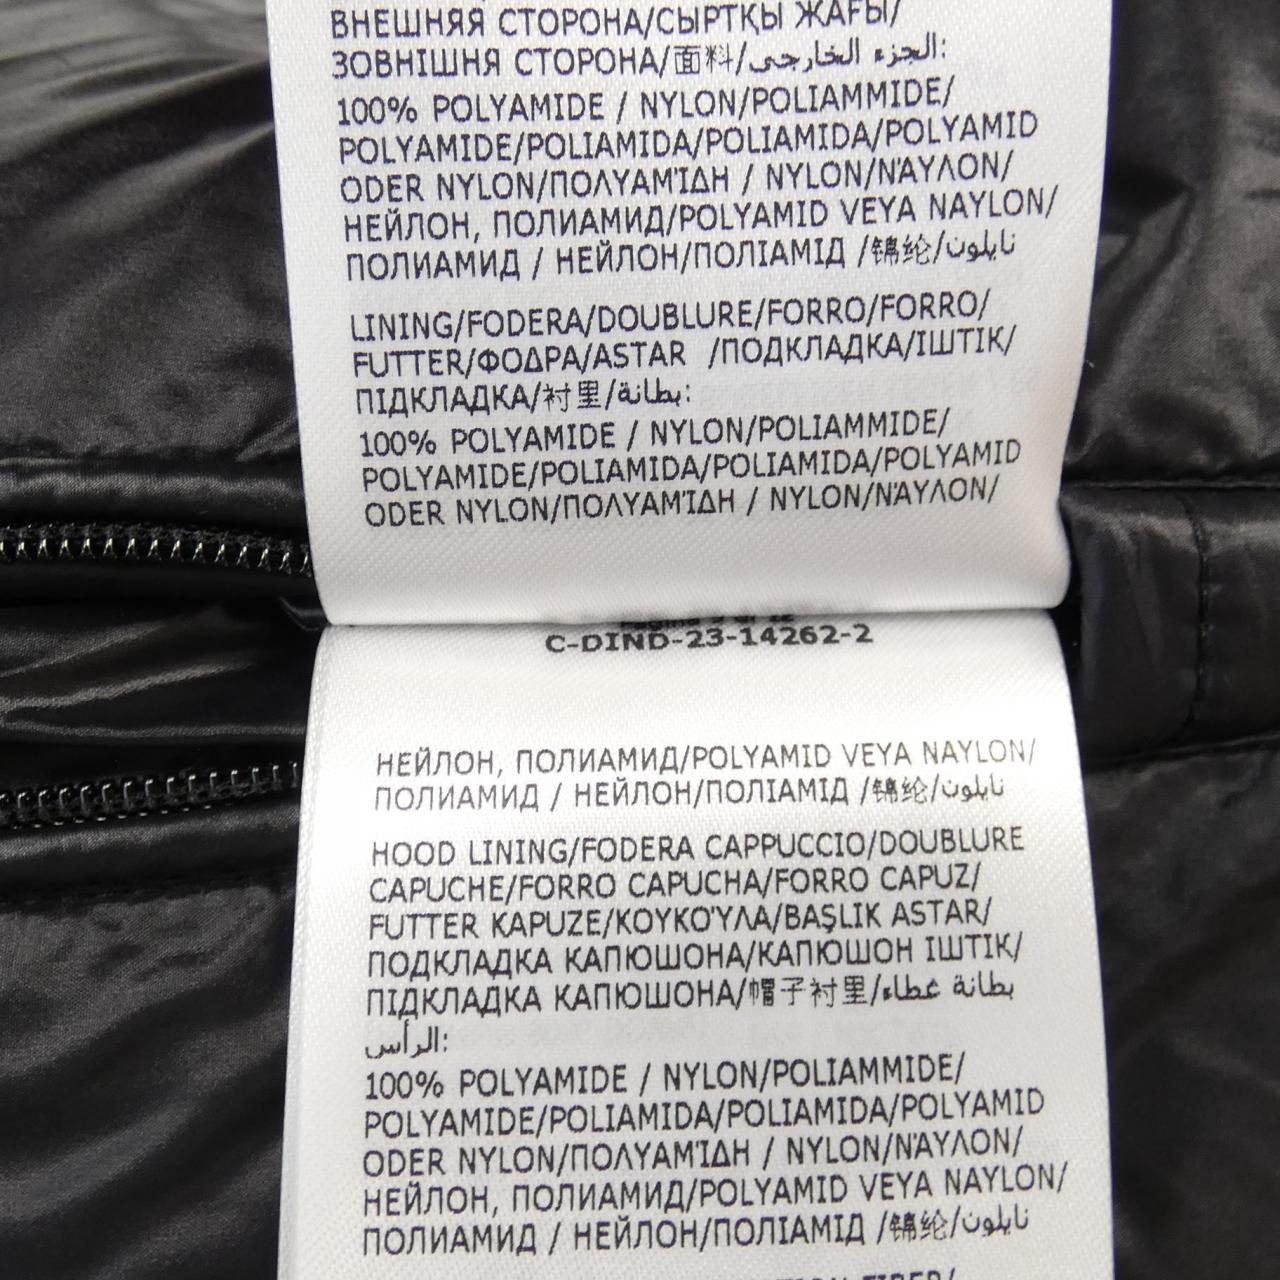 ВНЕШНЯЯ СТОРОНА/СЫРТҚЫ ЖАҒЫ/
ЗОВНІШНЯ СТОРОНА/面料/الجزء الخارجي:
100% POLYAMIDE / NYLON/POLIAMMIDE/
POLYAMIDE/POLIAMIDA/POLIAMIDA/POLYAMID
ODER NYLON/ΠΟΛΥΑΜΊΔΗ / NYLON/ΝΆΥΛΟΝ/
НЕЙЛОН, ПОЛИАМИД/POLYAMID VEYA NAYLON/
ПОЛИАМИД / НЕЙЛОН/ПОЛІАМІД /锦纶/نايلون
LINING/FODERA/DOUBLURE/FORRO/FORRO/
FUTTER/ΦΟΔΡΑ/ASTAR /ПОДКЛАДКА/ІШТІК/
ПІДКЛАДКА/衬里/بطانة:
100% POLYAMIDE / NYLON/POLIAMMIDE/
POLYAMIDE/POLIAMIDA/POLIAMIDA/POLYAMID
ODER NYLON/ΠΟΛΥΑΜΊΔΗ / NYLON/ΝΆΥΛΟΝ/
C-DIND-23-14262-2
НЕЙЛОН, ПОЛИАМИД/POLYAMID VEYA NAYLON/
ПОЛИАМИД / НЕЙЛОН/ПОЛІАМІД /锦纶/نايلون
HOOD LINING/FODERA CAPPUCCIO/DOUBLURE
CAPUCHE/FORRO CAPUCHA/FORRO CAPUZ/
FUTTER KAPUZE/ΚΟΥΚΟΎΛΑ/BAŞLIK ASTAR/
ПОДКЛАДКА КАПЮШОНА/КАПЮШОН ІШТІК/
ПІДКЛАДКА КАПЮШОНА/帽子衬里/بطانة غطاء
الرأس:
100% POLYAMIDE / NYLON/POLIAMMIDE/
POLYAMIDE/POLIAMIDA/POLIAMIDA/POLYAMID
ODER NYLON/ΠΟΛΥΑΜΊΔΗ / NYLON/ΝΆΥΛΟΝ/
НЕЙЛОН, ПОЛИАМИД/POLYAMID VEYA NAYLON/
ПОЛИАМИД / НЕЙЛОН/ПОЛІАМІД /锦纶/نايلون